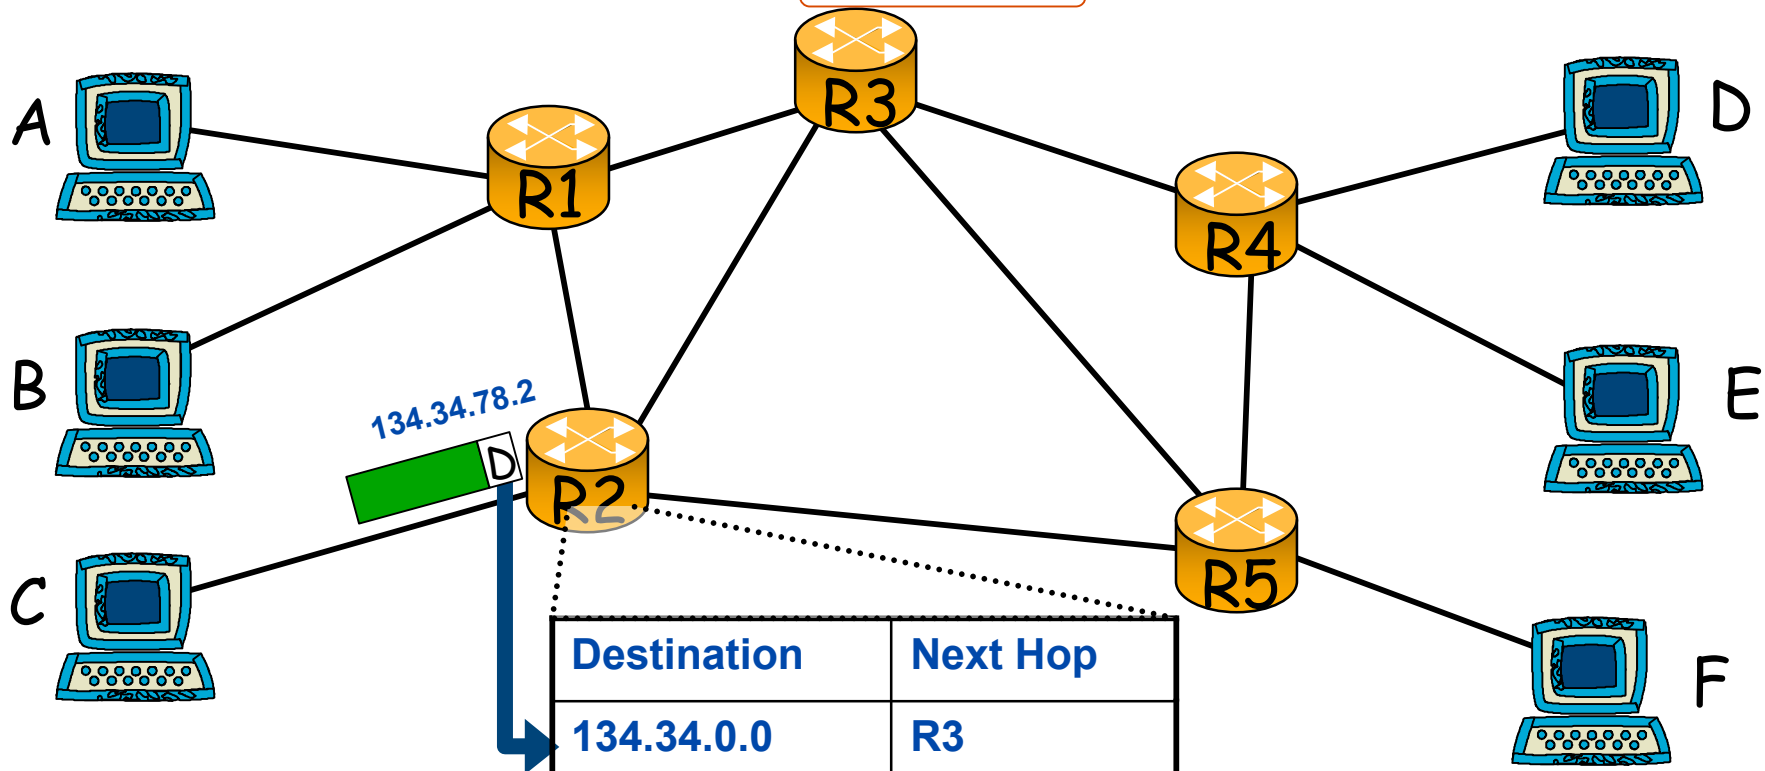 R3
A
D
R1
R4
B
134.34.78.2
E
D
R2
C
R5
Destination Next Hop
F
134.34.0.0 R3